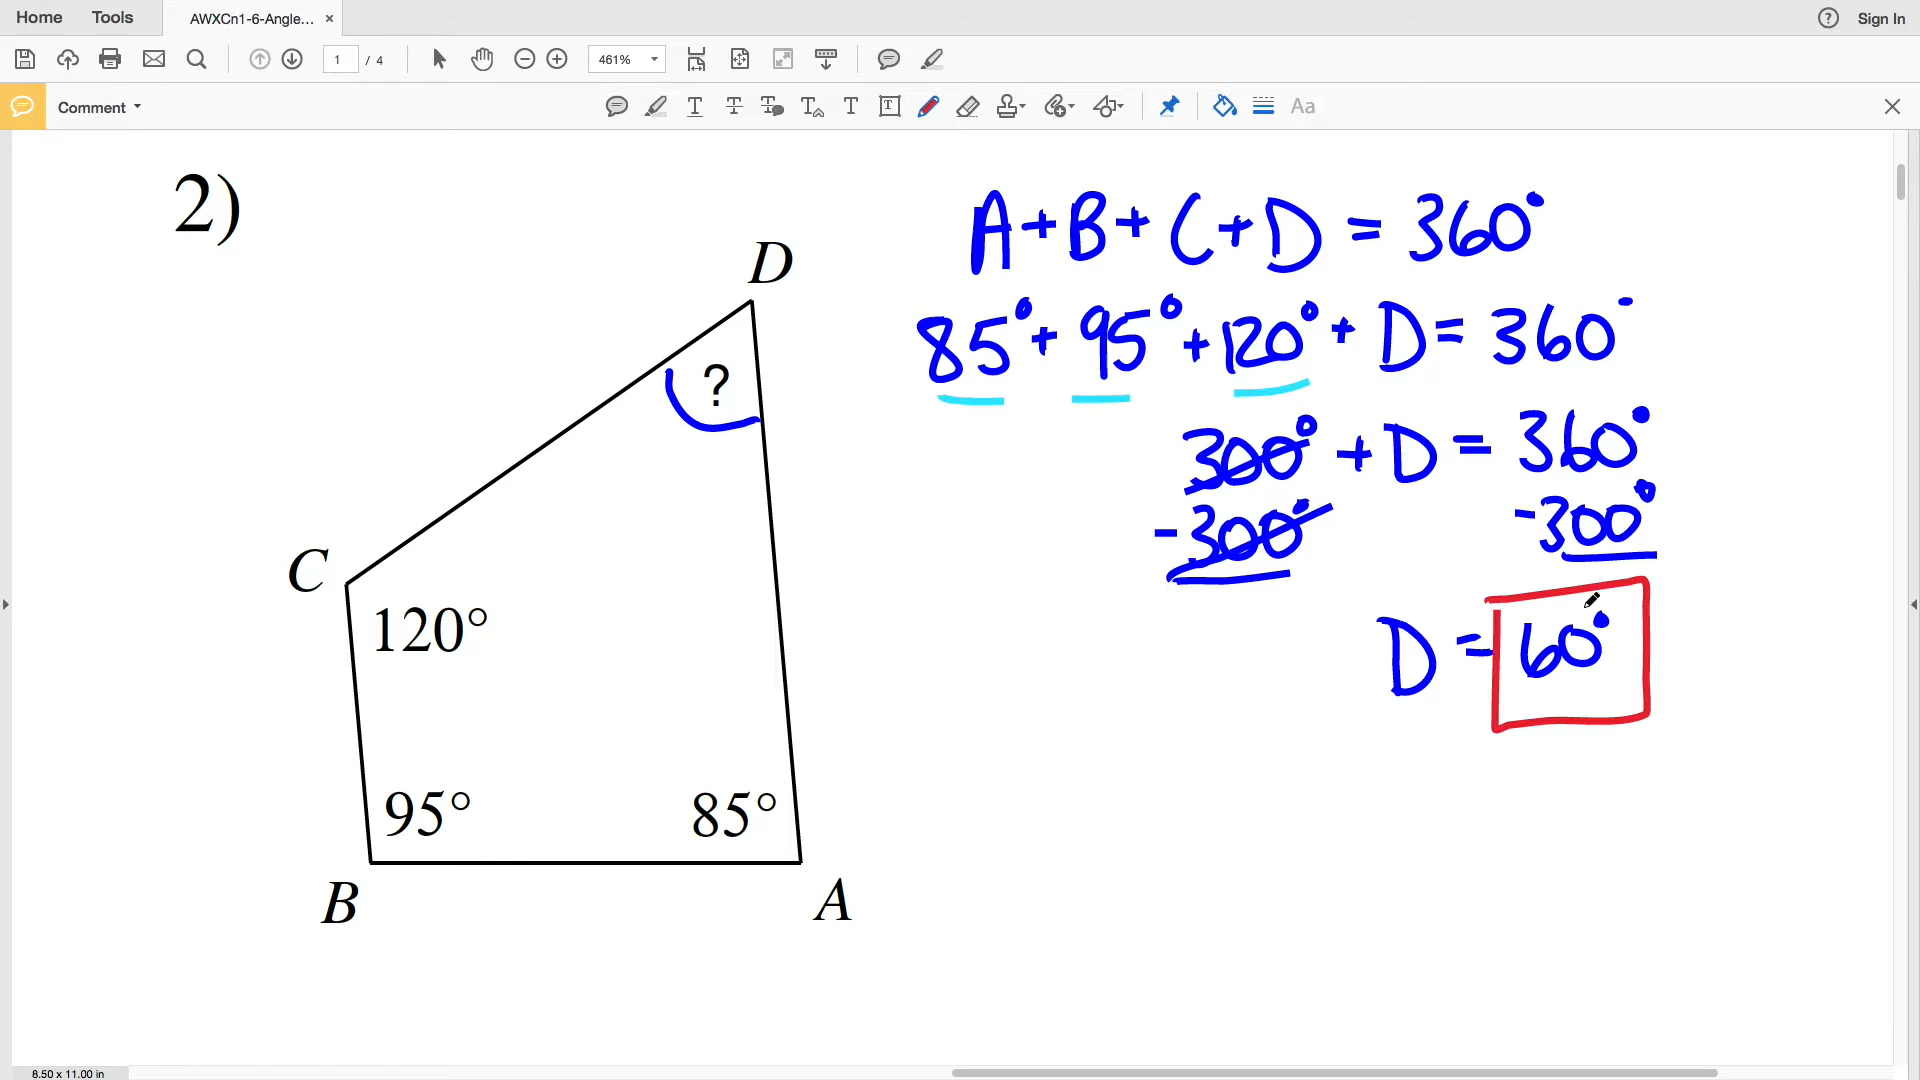 Home Tools AWXCn1-6-Angle... × ? Sign In
1 / 4 461%
Comment T T T T T T Aa
2)
A+B+C+D = 360°
85° + 95° + 120° + D = 360°
300° + D = 360°
-300° -300°
D = 60°
D
?
C
120°
95° 85°
B A
8.50 x 11.00 in